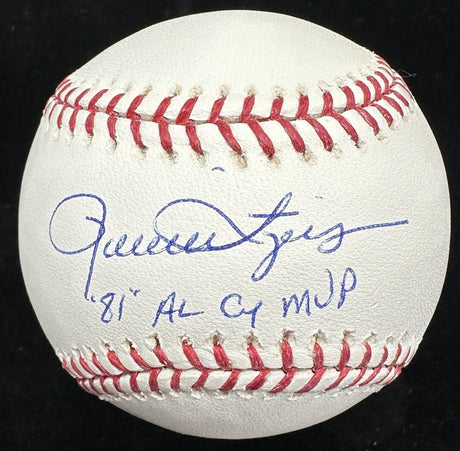 Rollie Fingers
"81" AL Cy MVP